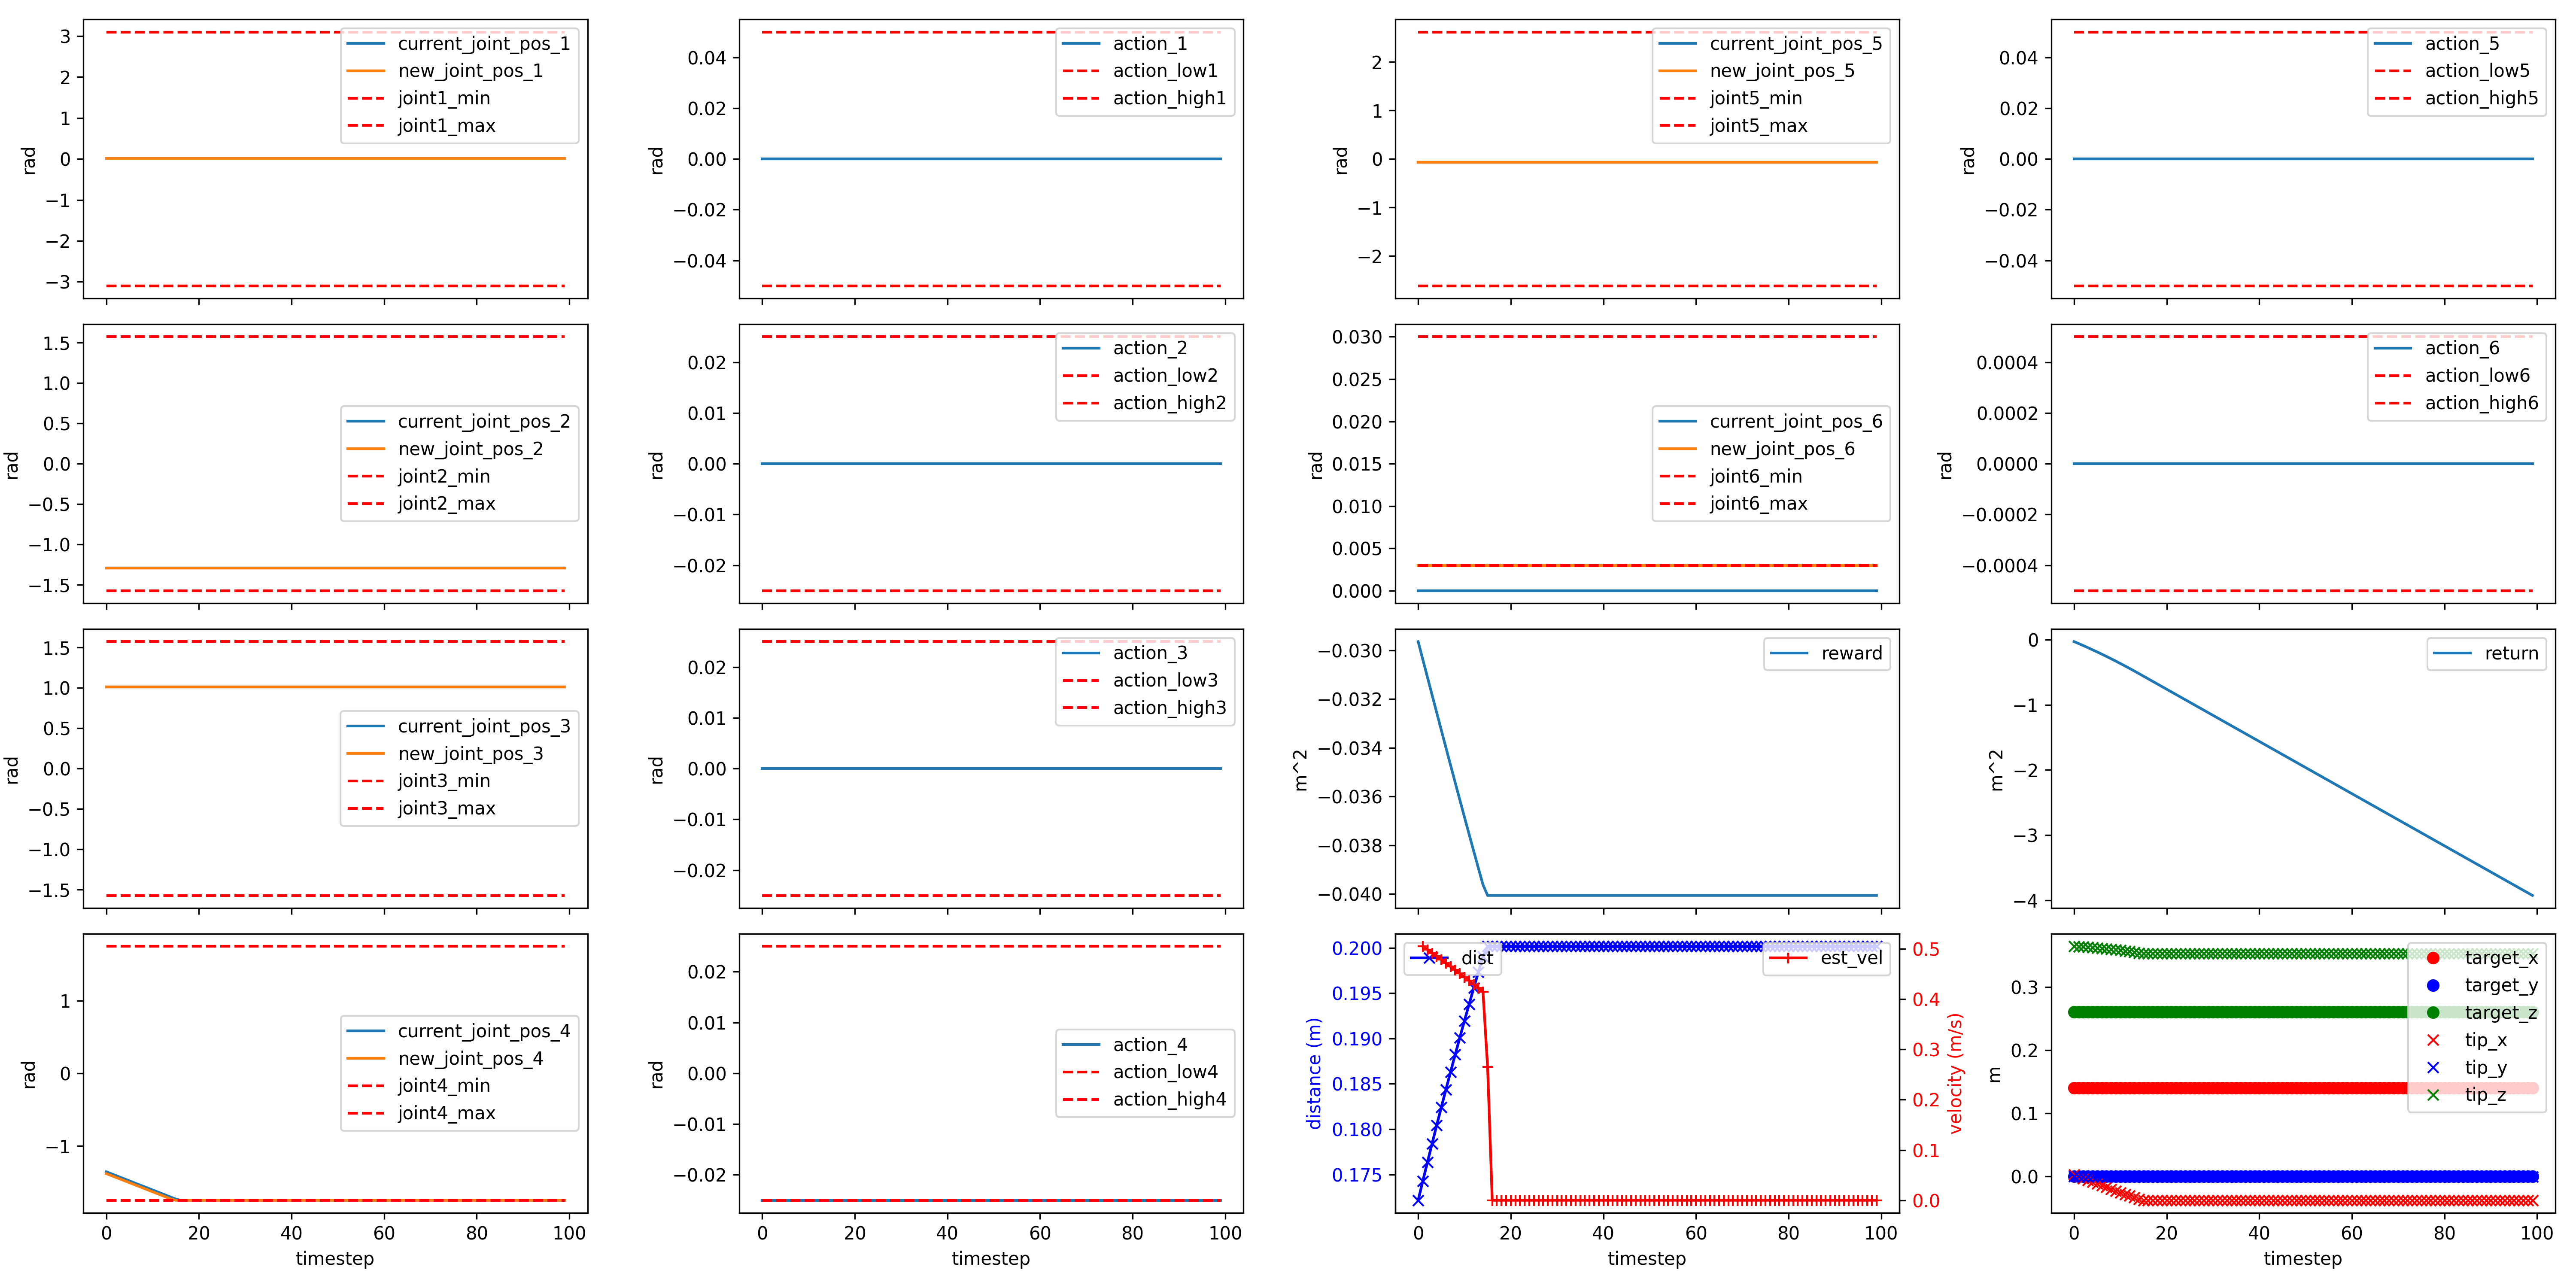 3
2
1
0
−1
−2
−3
rad
current_joint_pos_1
new_joint_pos_1
joint1_min
joint1_max
0.04
0.02
0.00
−0.02
−0.04
rad
action_1
action_low1
action_high1
2
1
0
−1
−2
rad
current_joint_pos_5
new_joint_pos_5
joint5_min
joint5_max
0.04
0.02
0.00
−0.02
−0.04
rad
action_5
action_low5
action_high5
1.5
1.0
0.5
0.0
−0.5
−1.0
−1.5
rad
current_joint_pos_2
new_joint_pos_2
joint2_min
joint2_max
0.02
0.01
0.00
−0.01
−0.02
rad
action_2
action_low2
action_high2
0.030
0.025
0.020
0.015
0.010
0.005
0.000
rad
current_joint_pos_6
new_joint_pos_6
joint6_min
joint6_max
0.0004
0.0002
0.0000
−0.0002
−0.0004
rad
action_6
action_low6
action_high6
1.5
1.0
0.5
0.0
−0.5
−1.0
−1.5
rad
current_joint_pos_3
new_joint_pos_3
joint3_min
joint3_max
0.02
0.01
0.00
−0.01
−0.02
rad
action_3
action_low3
action_high3
−0.030
−0.032
−0.034
−0.036
−0.038
−0.040
m^2
reward
0
−1
−2
−3
−4
m^2
return
1
0
−1
rad
current_joint_pos_4
new_joint_pos_4
joint4_min
joint4_max
0 20 40 60 80 100
timestep
0.02
0.01
0.00
−0.01
−0.02
rad
action_4
action_low4
action_high4
0 20 40 60 80 100
timestep
0.200
0.195
0.190
0.185
0.180
0.175
distance (m)
dist
est_vel
0.5
0.4
0.3
0.2
0.1
0.0
velocity (m/s)
0 20 40 60 80 100
timestep
0.3
0.2
0.1
0.0
m
target_x
target_y
target_z
tip_x
tip_y
tip_z
0 20 40 60 80 100
timestep